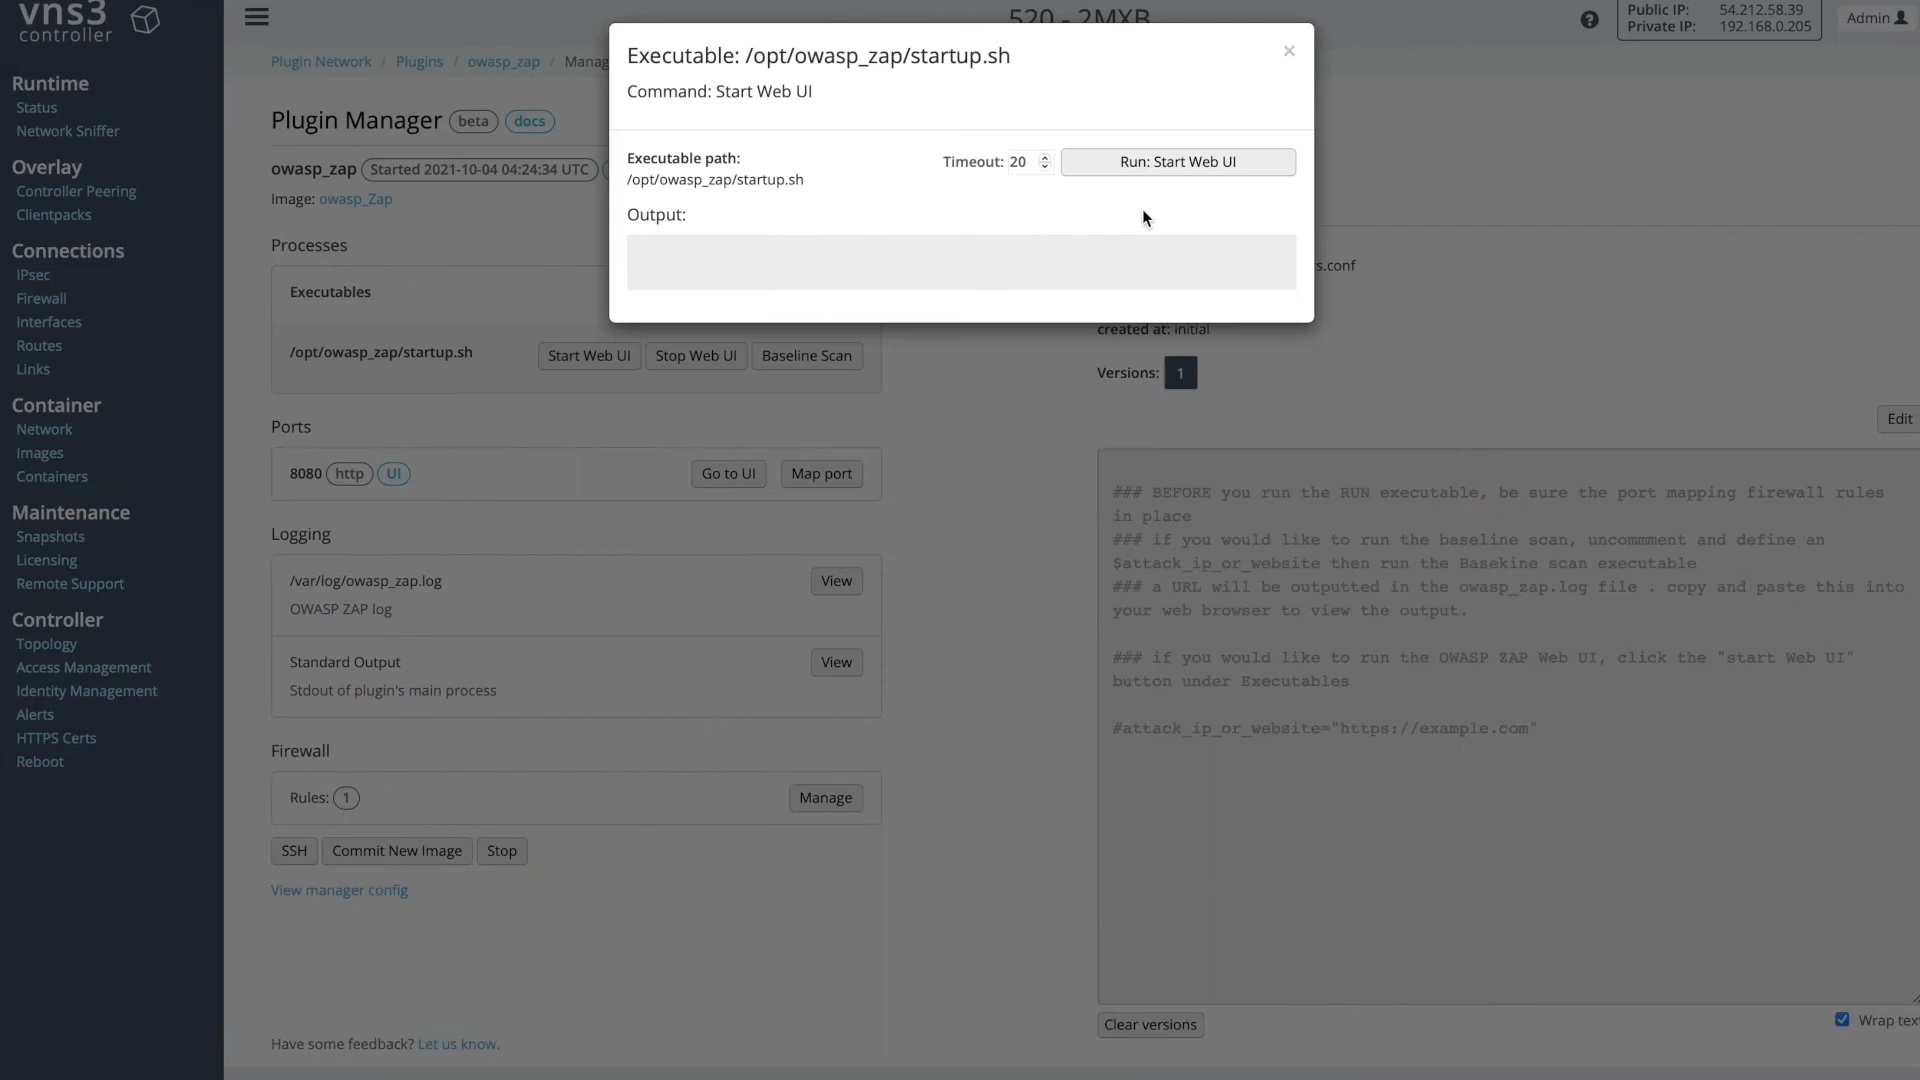 vns3
controller
Runtime
Status
Network Sniffer
Overlay
Controller Peering
Clientpacks
Connections
IPsec
Firewall
Interfaces
Routes
Links
Container
Network
Images
Containers
Maintenance
Snapshots
Licensing
Remote Support
Controller
Topology
Access Management
Identity Management
Alerts
HTTPS Certs
Reboot
520 - 2MXB
Public IP: 54.212.58.39
Private IP: 192.168.0.205
Admin
Plugin Network / Plugins / owasp_zap / Manag
Plugin Manager beta docs
owasp_zap Started 2021-10-04 04:24:34 UTC
Image: owasp_Zap
Processes
Executables
/opt/owasp_zap/startup.sh Start Web UI Stop Web UI Baseline Scan
Ports
8080 http UI Go to UI Map port
Logging
/var/log/owasp_zap.log View
OWASP ZAP log
Standard Output View
Stdout of plugin's main process
Firewall
Rules: 1 Manage
SSH Commit New Image Stop
View manager config
Have some feedback? Let us know.
Executable: /opt/owasp_zap/startup.sh ×
Command: Start Web UI
Executable path: Timeout: 20 Run: Start Web UI
/opt/owasp_zap/startup.sh
Output:
s.conf
created at: initial
Versions: 1
Edit
### BEFORE you run the RUN executable, be sure the port mapping firewall rules
in place
### if you would like to run the baseline scan, uncommment and define an
$attack_ip_or_website then run the Basekine scan executable
### a URL will be outputted in the owasp_zap.log file . copy and paste this into
your web browser to view the output.
### if you would like to run the OWASP ZAP Web UI, click the "start Web UI"
button under Executables
#attack_ip_or_website="https://example.com"
Clear versions
Wrap tex